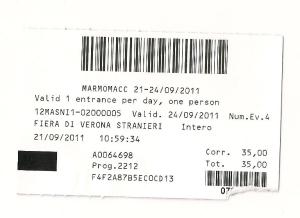 MARMOMACC 21-24/09/2011
Valid 1 entrance per day, one person
12MASNI1-02000005 Valid. 24/09/2011 Num.Ev.4
FIERA DI VERONA STRANIERI Intero
21/09/2011 10:59:34
A0064698 Corr. 35,00
Prog.2212 Tot. 35,00
F4F2A87B5EC0CD13